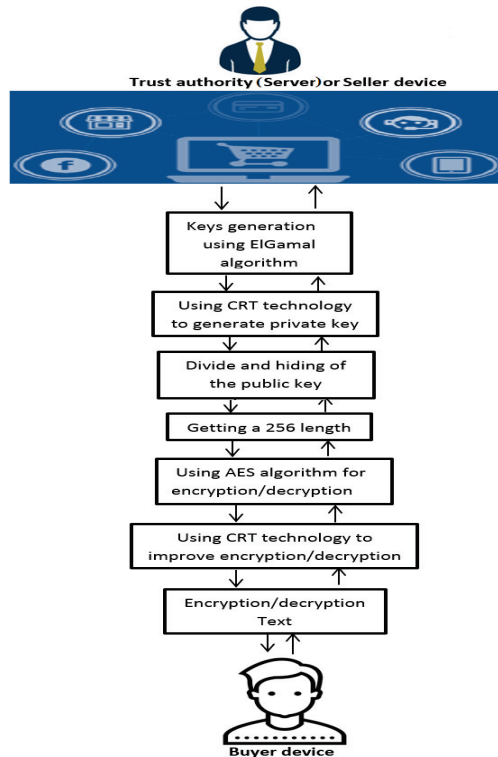 Trust authority (Server)or Seller device
f
Keys generation
using ElGamal
algorithm
Using CRT technology
to generate private key
Divide and hiding of
the public key
Getting a 256 length
Using AES algorithm for
encryption/decryption
Using CRT technology to
improve encryption/decryption
Encryption/decryption
Text
Buyer device